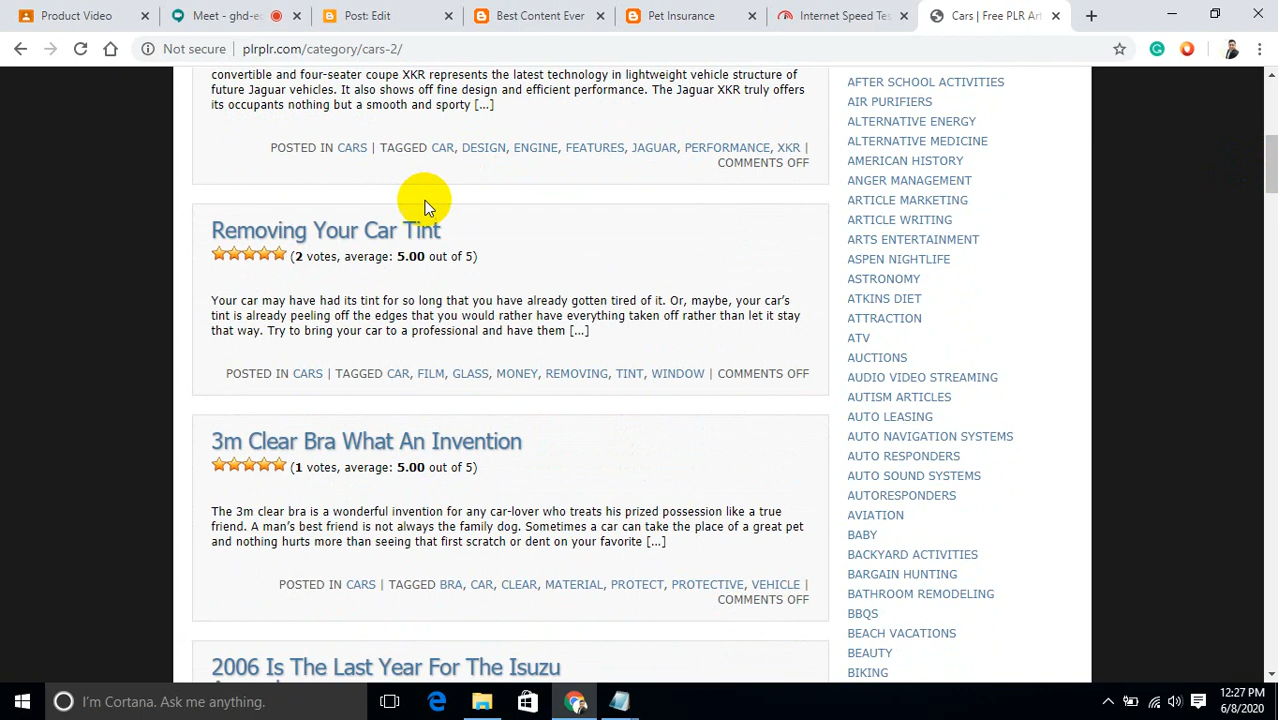 Product Video
Meet - ghd-ec
Post: Edit
Best Content Ever
Pet Insurance
Internet Speed Tes
Cars | Free PLR Art
Not secure | plrplr.com/category/cars-2/
convertible and four-seater coupe XKR represents the latest technology in lightweight vehicle structure of
future Jaguar vehicles. It also shows off fine design and efficient performance. The Jaguar XKR truly offers
its occupants nothing but a smooth and sporty [...]
POSTED IN CARS | TAGGED CAR, DESIGN, ENGINE, FEATURES, JAGUAR, PERFORMANCE, XKR |
COMMENTS OFF
Removing Your Car Tint
(2 votes, average: 5.00 out of 5)
Your car may have had its tint for so long that you have already gotten tired of it. Or, maybe, your car's
tint is already peeling off the edges that you would rather have everything taken off rather than let it stay
that way. Try to bring your car to a professional and have them [...]
POSTED IN CARS | TAGGED CAR, FILM, GLASS, MONEY, REMOVING, TINT, WINDOW | COMMENTS OFF
3m Clear Bra What An Invention
(1 votes, average: 5.00 out of 5)
The 3m clear bra is a wonderful invention for any car-lover who treats his prized possession like a true
friend. A man's best friend is not always the family dog. Sometimes a car can take the place of a great pet
and nothing hurts more than seeing that first scratch or dent on your favorite [...]
POSTED IN CARS | TAGGED BRA, CAR, CLEAR, MATERIAL, PROTECT, PROTECTIVE, VEHICLE |
COMMENTS OFF
2006 Is The Last Year For The Isuzu
AFTER SCHOOL ACTIVITIES
AIR PURIFIERS
ALTERNATIVE ENERGY
ALTERNATIVE MEDICINE
AMERICAN HISTORY
ANGER MANAGEMENT
ARTICLE MARKETING
ARTICLE WRITING
ARTS ENTERTAINMENT
ASPEN NIGHTLIFE
ASTRONOMY
ATKINS DIET
ATTRACTION
ATV
AUCTIONS
AUDIO VIDEO STREAMING
AUTISM ARTICLES
AUTO LEASING
AUTO NAVIGATION SYSTEMS
AUTO RESPONDERS
AUTO SOUND SYSTEMS
AUTORESPONDERS
AVIATION
BABY
BACKYARD ACTIVITIES
BARGAIN HUNTING
BATHROOM REMODELING
BBQS
BEACH VACATIONS
BEAUTY
BIKING
I'm Cortana. Ask me anything.
12:27 PM
6/8/2020